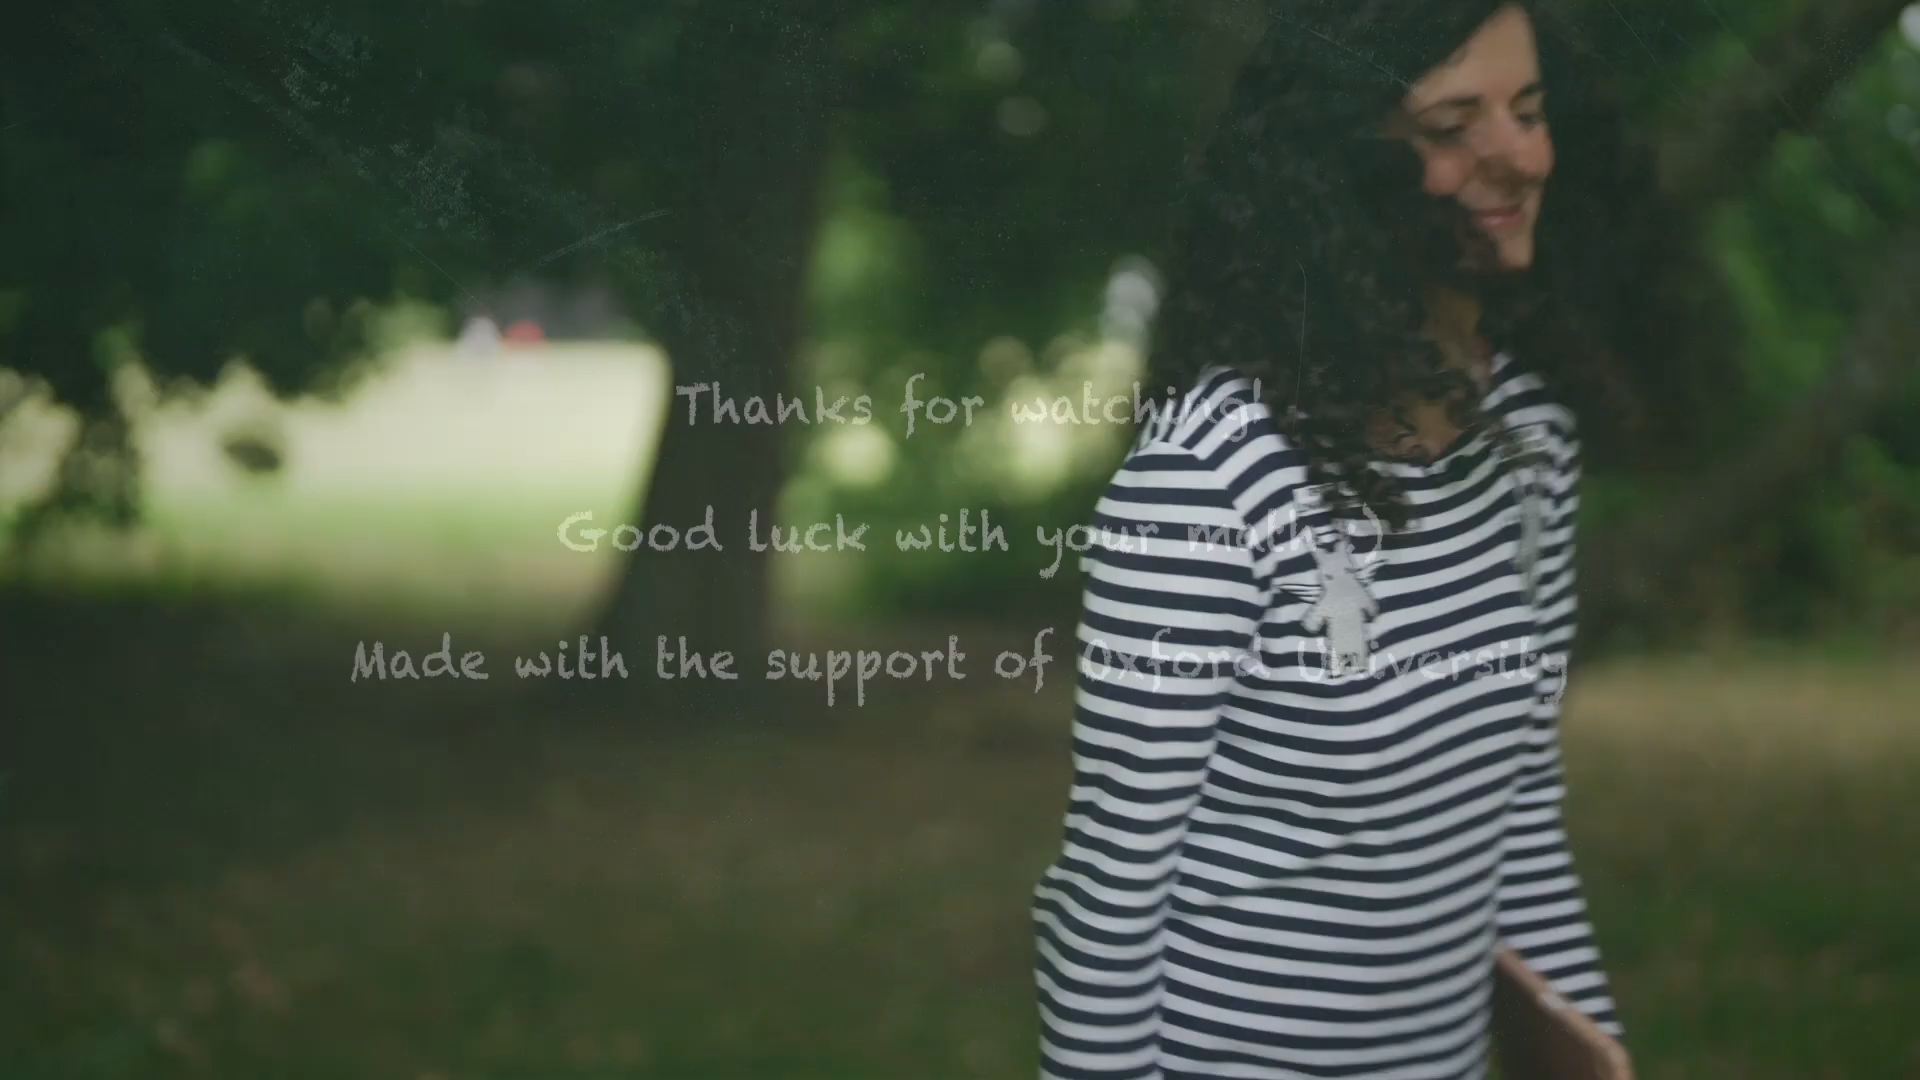 Thanks for watching!
Good luck with your math :)
Made with the support of Oxford University